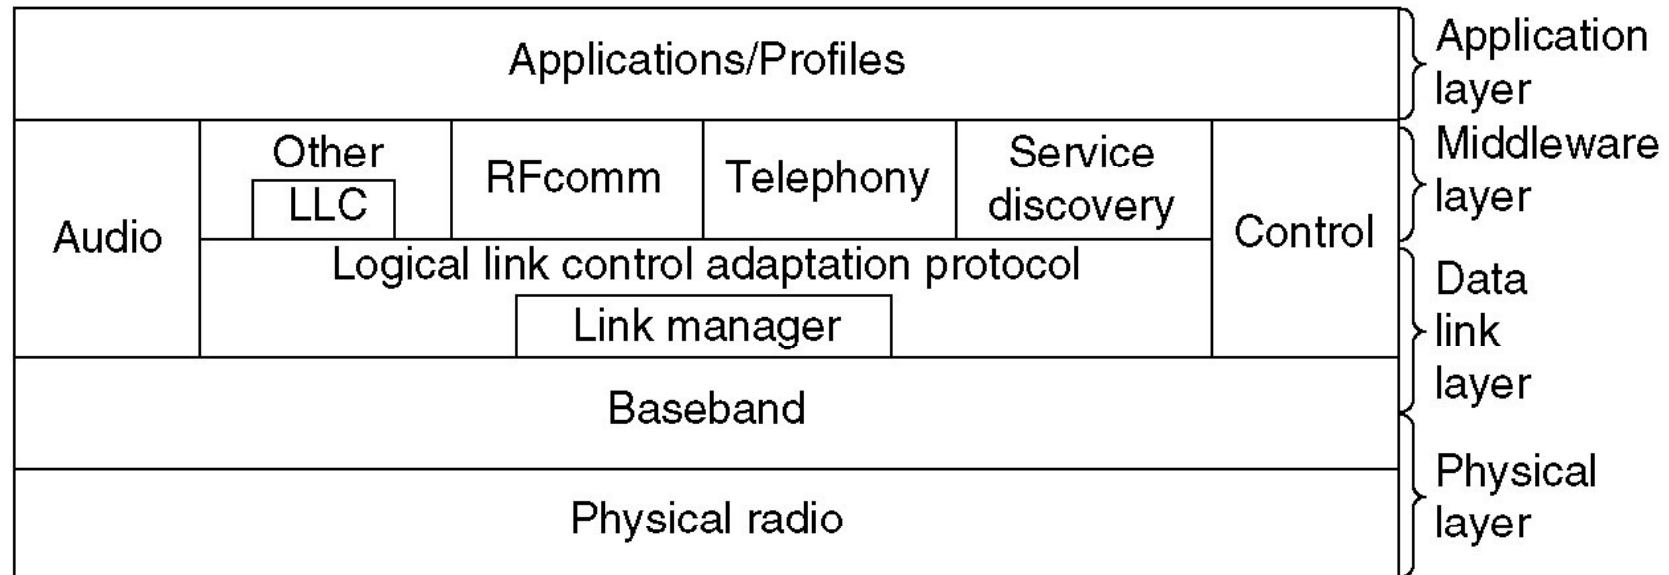 Applications/Profiles
Application
layer
Audio
Other
LLC
RFcomm
Telephony
Service
discovery
Control
Middleware
layer
Logical link control adaptation protocol
Link manager
Data
link
layer
Baseband
Physical radio
Physical
layer